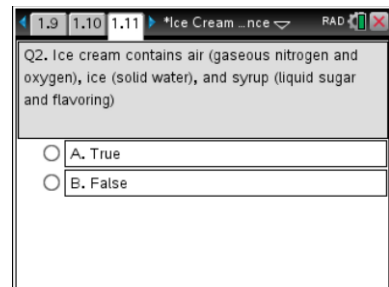 1.9 1.10 1.11 *Ice Cream ...nce RAD
Q2. Ice cream contains air (gaseous nitrogen and
oxygen), ice (solid water), and syrup (liquid sugar
and flavoring)
A. True
B. False